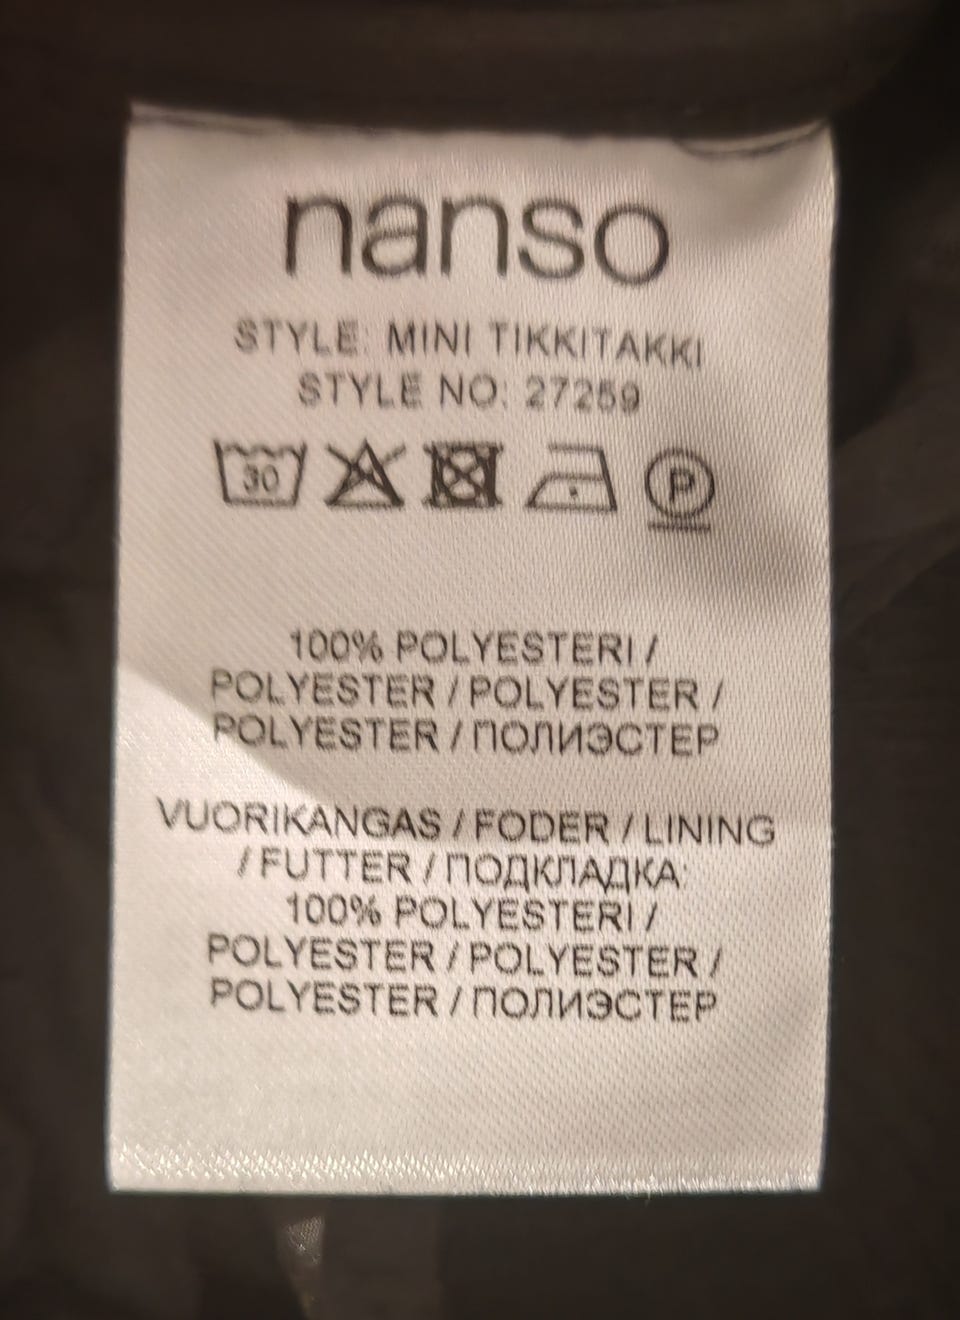 nanso
STYLE: MINI TIKKITAKKI
STYLE NO: 27259
30 P
100% POLYESTERI /
POLYESTER / POLYESTER /
POLYESTER / ПОЛИЭСТЕР
VUORIKANGAS / FODER / LINING
/ FUTTER / ПОДКЛАДКА:
100% POLYESTERI /
POLYESTER / POLYESTER /
POLYESTER / ПОЛИЭСТЕР